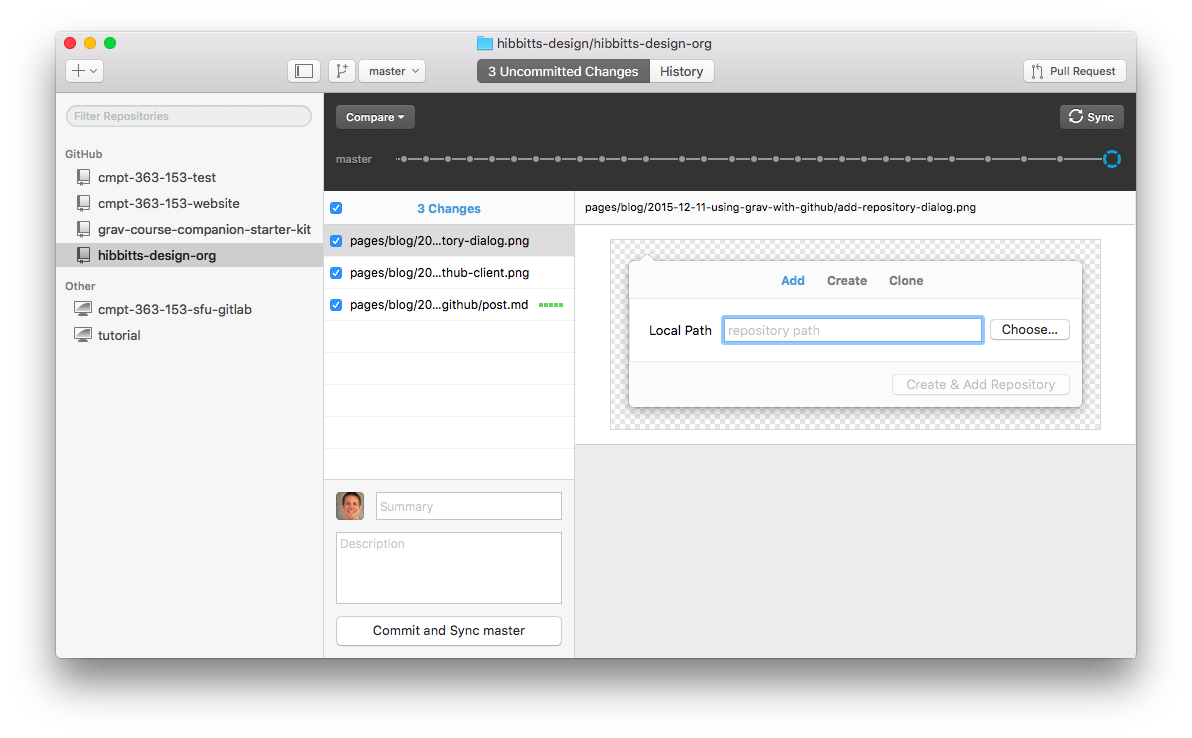 hibbitts-design/hibbitts-design-org
master
3 Uncommitted Changes
History
Pull Request
Filter Repositories
GitHub
cmpt-363-153-test
cmpt-363-153-website
grav-course-companion-starter-kit
hibbitts-design-org
Other
cmpt-363-153-sfu-gitlab
tutorial
Compare
Sync
master
3 Changes
pages/blog/20...tory-dialog.png
pages/blog/20...thub-client.png
pages/blog/20...github/post.md
Summary
Description
Commit and Sync master
pages/blog/2015-12-11-using-grav-with-github/add-repository-dialog.png
Add Create Clone
Local Path repository path Choose...
Create & Add Repository